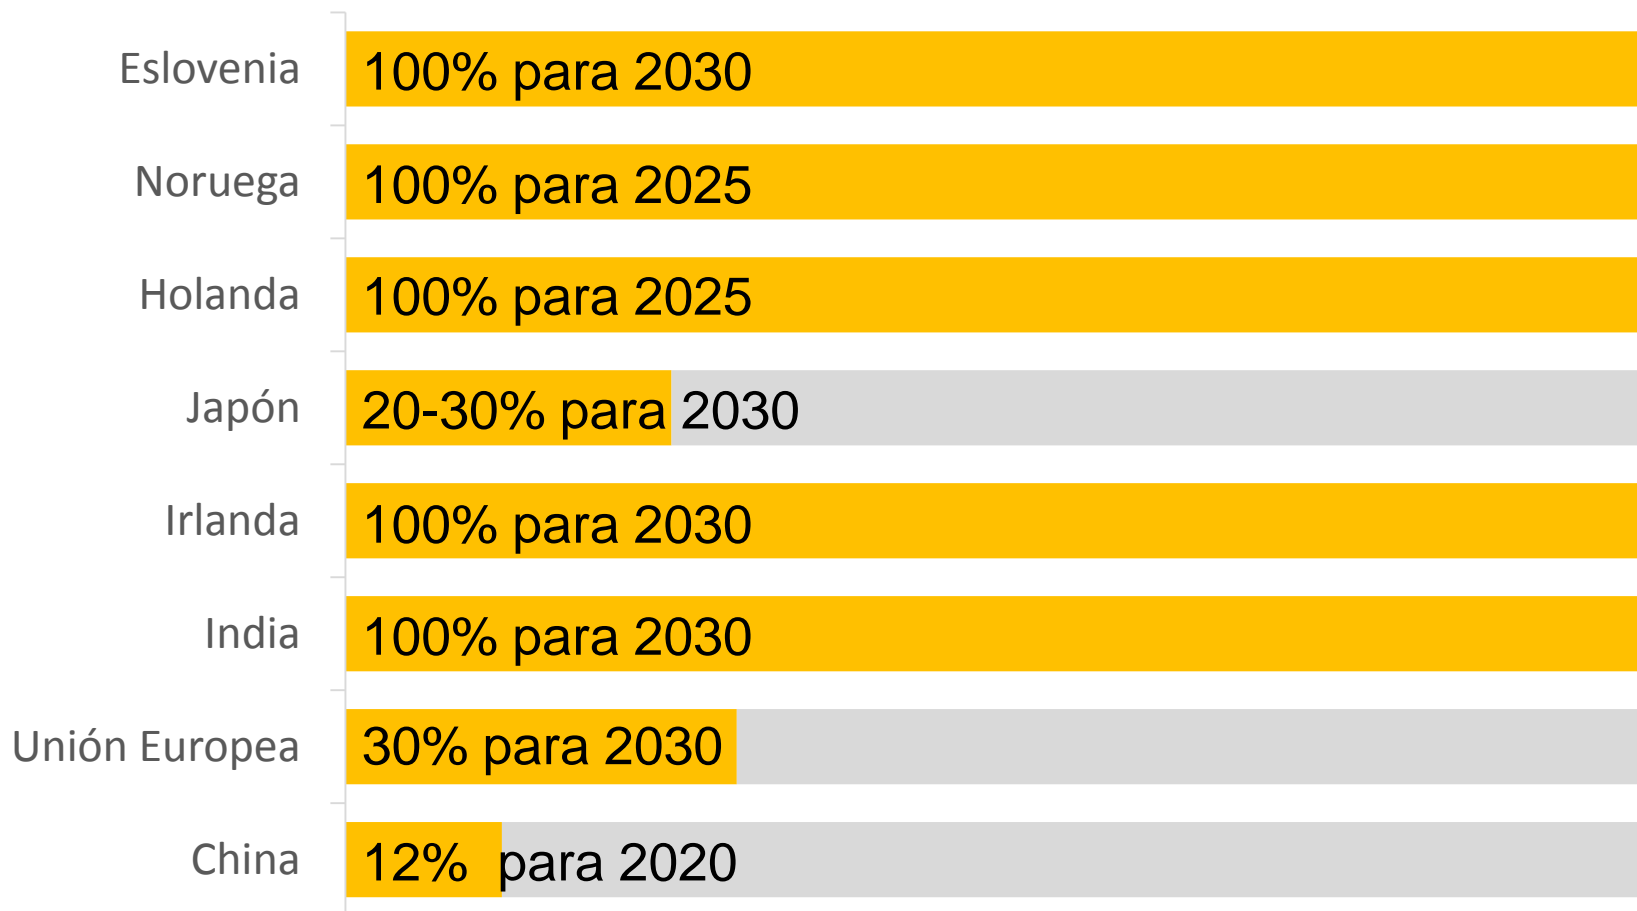 Eslovenia 100% para 2030
Noruega 100% para 2025
Holanda 100% para 2025
Japón 20-30% para 2030
Irlanda 100% para 2030
India 100% para 2030
Unión Europea 30% para 2030
China 12% para 2020